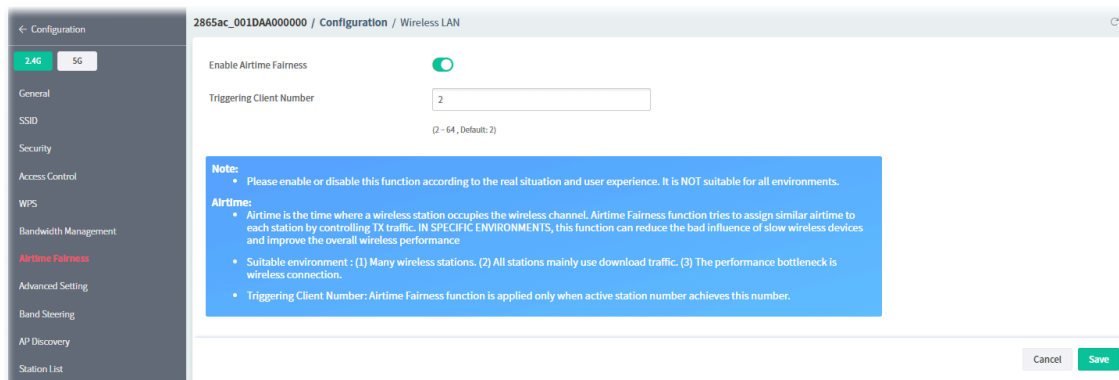 ← Configuration
2.4G 5G
General
SSID
Security
Access Control
WPS
Bandwidth Management
Airtime Fairness
Advanced Setting
Band Steering
AP Discovery
Station List
2865ac_001DAA000000 / Configuration / Wireless LAN
Enable Airtime Fairness
Triggering Client Number
2
(2 – 64 , Default: 2)
Note:
• Please enable or disable this function according to the real situation and user experience. It is NOT suitable for all environments.
Airtime:
• Airtime is the time where a wireless station occupies the wireless channel. Airtime Fairness function tries to assign similar airtime to
each station by controlling TX traffic. IN SPECIFIC ENVIRONMENTS, this function can reduce the bad influence of slow wireless devices
and improve the overall wireless performance
• Suitable environment : (1) Many wireless stations. (2) All stations mainly use download traffic. (3) The performance bottleneck is
wireless connection.
• Triggering Client Number: Airtime Fairness function is applied only when active station number achieves this number.
Cancel Save